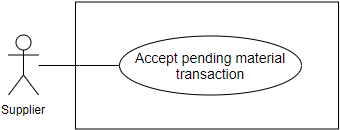 Accept pending material
transaction
Supplier